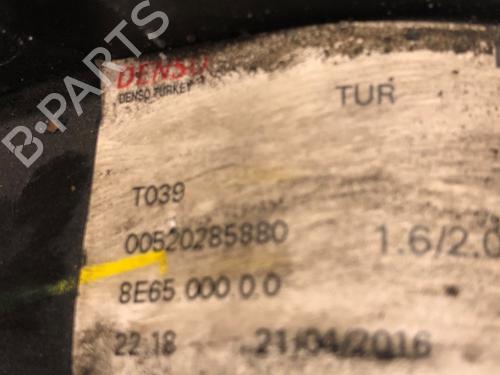 DENSO
DENSO TURKEY
TUR
B-PARTS
T039
00520285880
1.6/2.0
8E65 000 0 0
22:18 21/04/2016